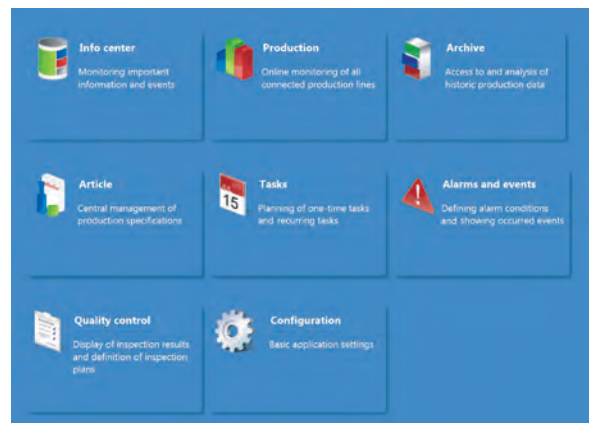 Info center
Monitoring important
information and events
Production
Online monitoring of all
connected production lines
Archive
Access to and analysis of
historic production data
Article
Central management of
production specifications
Tasks
15
Planning of one-time tasks
and recurring tasks
Alarms and events
Defining alarm conditions
and showing occurred events
Quality control
Display of inspection results
and definition of inspection
plans
Configuration
Basic application settings